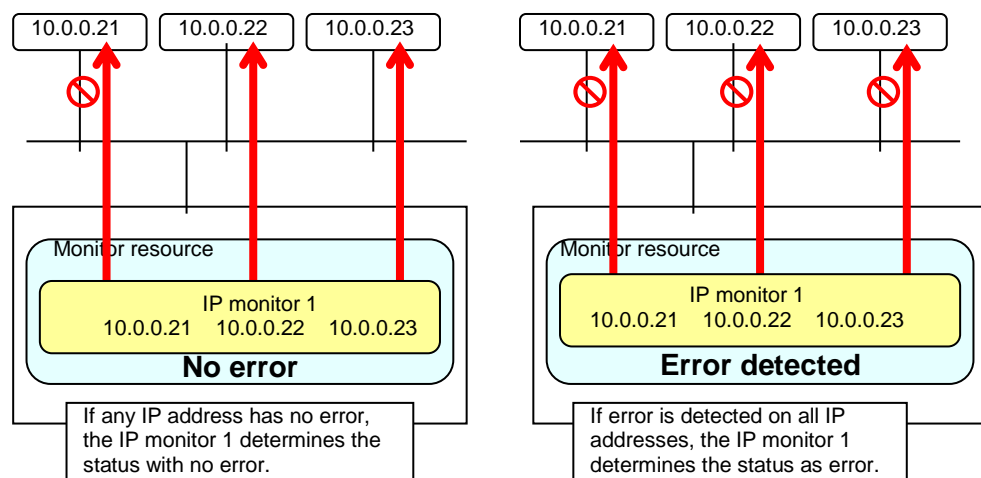 10.0.0.21 10.0.0.22 10.0.0.23
Monitor resource
IP monitor 1
10.0.0.21 10.0.0.22 10.0.0.23
No error
If any IP address has no error,
the IP monitor 1 determines the
status with no error.
10.0.0.21 10.0.0.22 10.0.0.23
Monitor resource
IP monitor 1
10.0.0.21 10.0.0.22 10.0.0.23
Error detected
If error is detected on all IP
addresses, the IP monitor 1
determines the status as error.